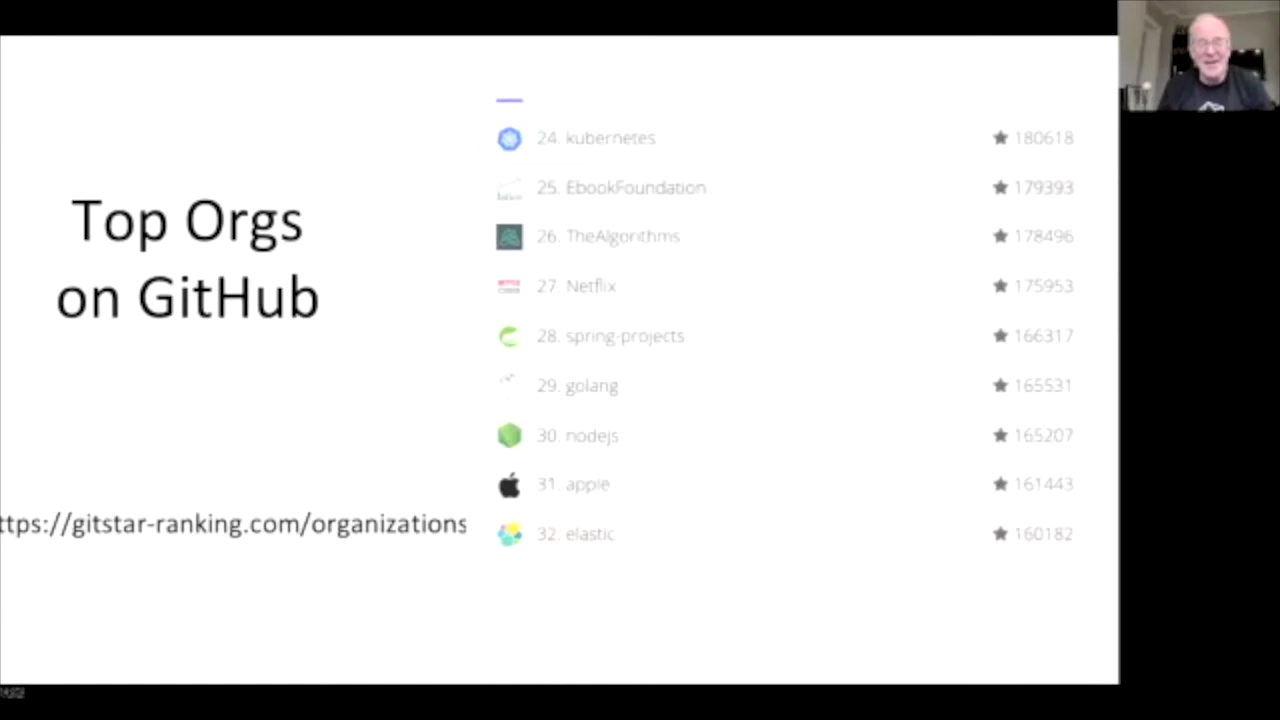 Top Orgs
on GitHub
ttps://gitstar-ranking.com/organizations
24. kubernetes 180618
25. EbookFoundation 179393
26. TheAlgorithms 178496
27. Netflix 175953
28. spring-projects 166317
29. golang 165531
30. nodejs 165207
31. apple 161443
32. elastic 160182